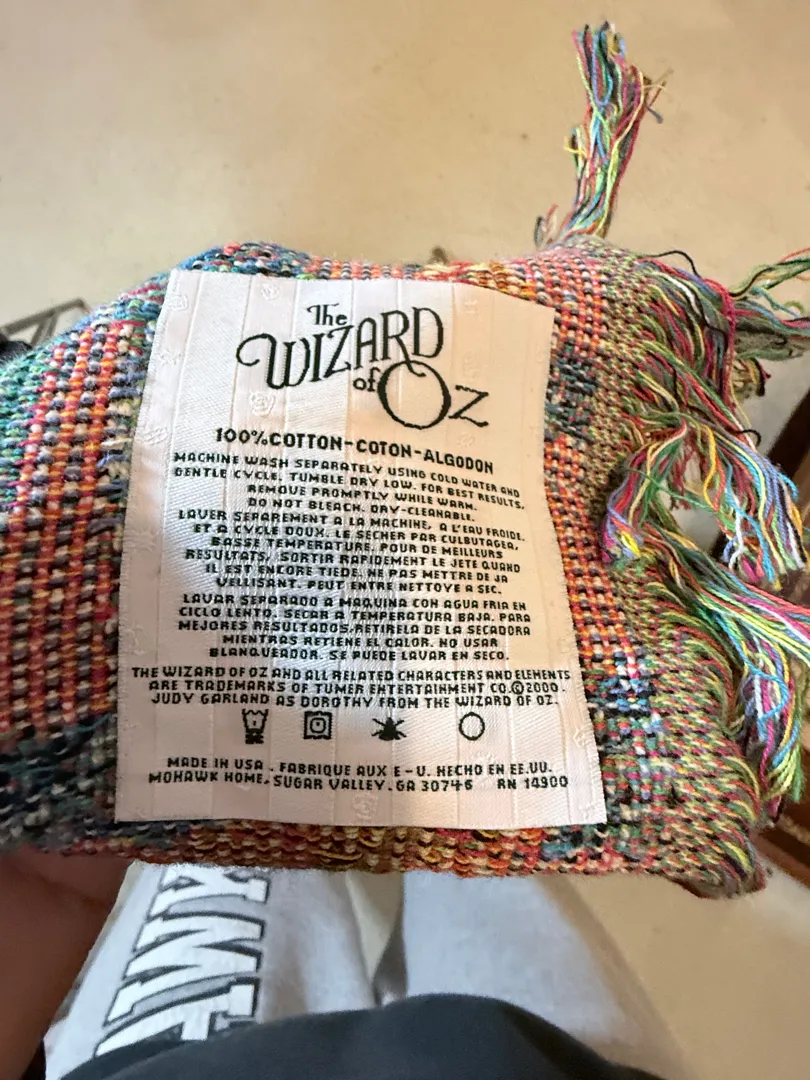 The
WIZARD
of OZ
100% COTTON-COTON-ALGODON
MACHINE WASH SEPARATELY USING COLD WATER AND
GENTLE CYCLE. TUMBLE DRY LOW. FOR BEST RESULTS,
REMOVE PROMPTLY WHILE WARM.
DO NOT BLEACH. DRY-CLEANABLE.
LAVER SEPAREMENT A LA MACHINE, A L'EAU FROIDE.
ET A CYCLE DOUX. LE SECHER PAR CULBUTAGEA,
BASSE TEMPERATURE. POUR DE MEILLEURS
RESULTATS, SORTIR RAPIDEMENT LE JETE QUAND
IL EST ENCORE TIEDE. NE PAS METTRE DE JA
VELLISANT. PEUT ENTRE NETTOYE A SEC.
LAVAR SEPARADO A MAQUINA CON AGUA FRIA EN
CICLO LENTO. SECAR A TEMPERATURA BAJA. PARA
MEJORES RESULTADOS.RETIRELA DE LA SECADORA
MIENTRAS RETIENE EL CALOR. NO USAR
BLANQUEADOR. SE PUEDE LAVAR EN SECO.
THE WIZARD OF OZ AND ALL RELATED CHARACTERS AND ELEMENTS
ARE TRADEMARKS OF TUMER ENTERTAINMENT CO.©2000.
JUDY GARLAND AS DOROTHY FROM THE WIZARD OF OZ.
MADE IN USA . FABRIQUE AUX E-U. HECHO EN EE.UU.
MOHAWK HOME, SUGAR VALLEY, GA 30746 RN 14900